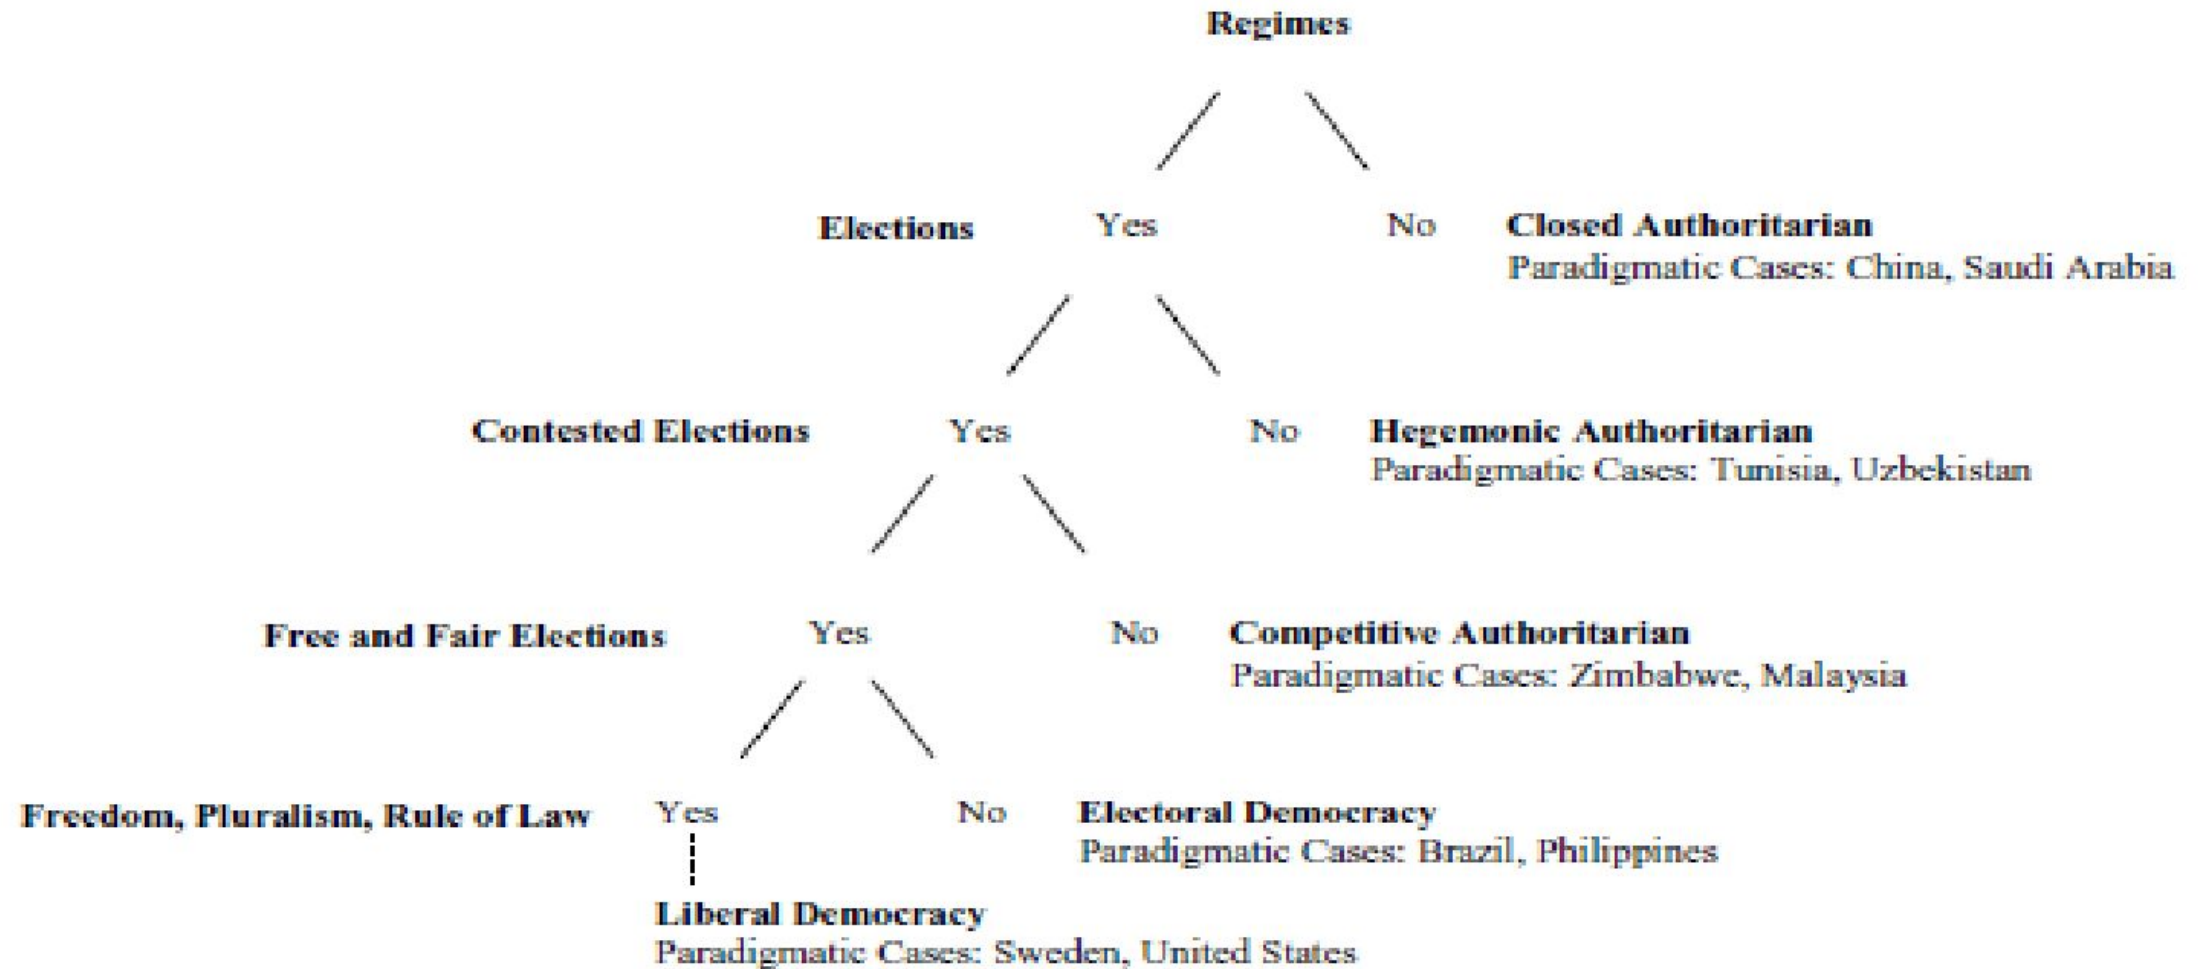 Regimes
Elections Yes No Closed Authoritarian
Paradigmatic Cases: China, Saudi Arabia
Contested Elections Yes No Hegemonic Authoritarian
Paradigmatic Cases: Tunisia, Uzbekistan
Free and Fair Elections Yes No Competitive Authoritarian
Paradigmatic Cases: Zimbabwe, Malaysia
Freedom, Pluralism, Rule of Law Yes No Electoral Democracy
Paradigmatic Cases: Brazil, Philippines
Liberal Democracy
Paradigmatic Cases: Sweden, United States